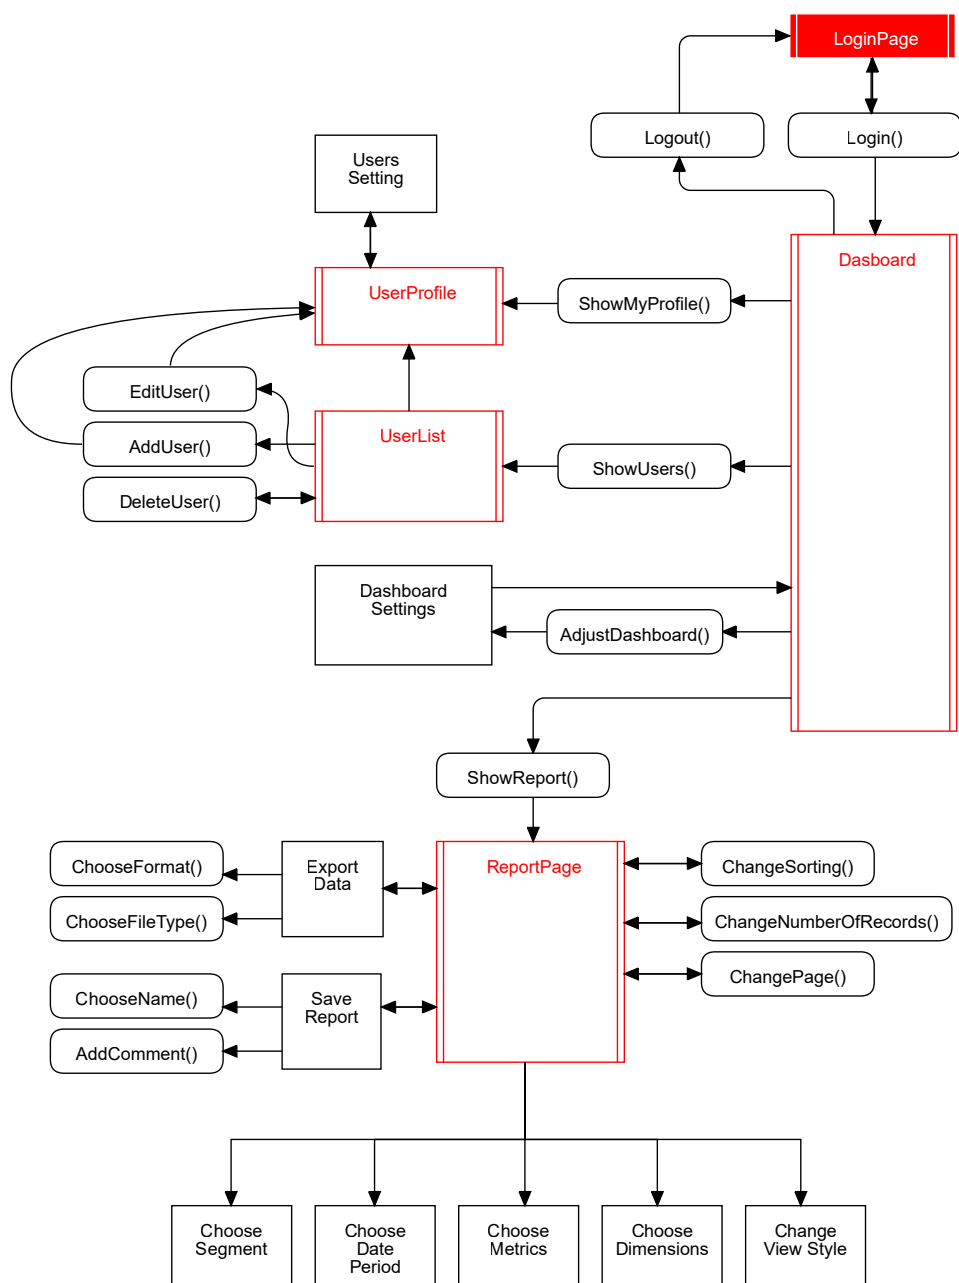 LoginPage
Logout()
Login()
Users
Setting
Dasboard
UserProfile
ShowMyProfile()
EditUser()
UserList
AddUser()
ShowUsers()
DeleteUser()
Dashboard
Settings
AdjustDashboard()
ShowReport()
ChooseFormat()
Export
Data
ReportPage
ChangeSorting()
ChooseFileType()
ChangeNumberOfRecords()
ChangePage()
ChooseName()
Save
Report
AddComment()
Choose
Segment
Choose
Date
Period
Choose
Metrics
Choose
Dimensions
Change
View Style